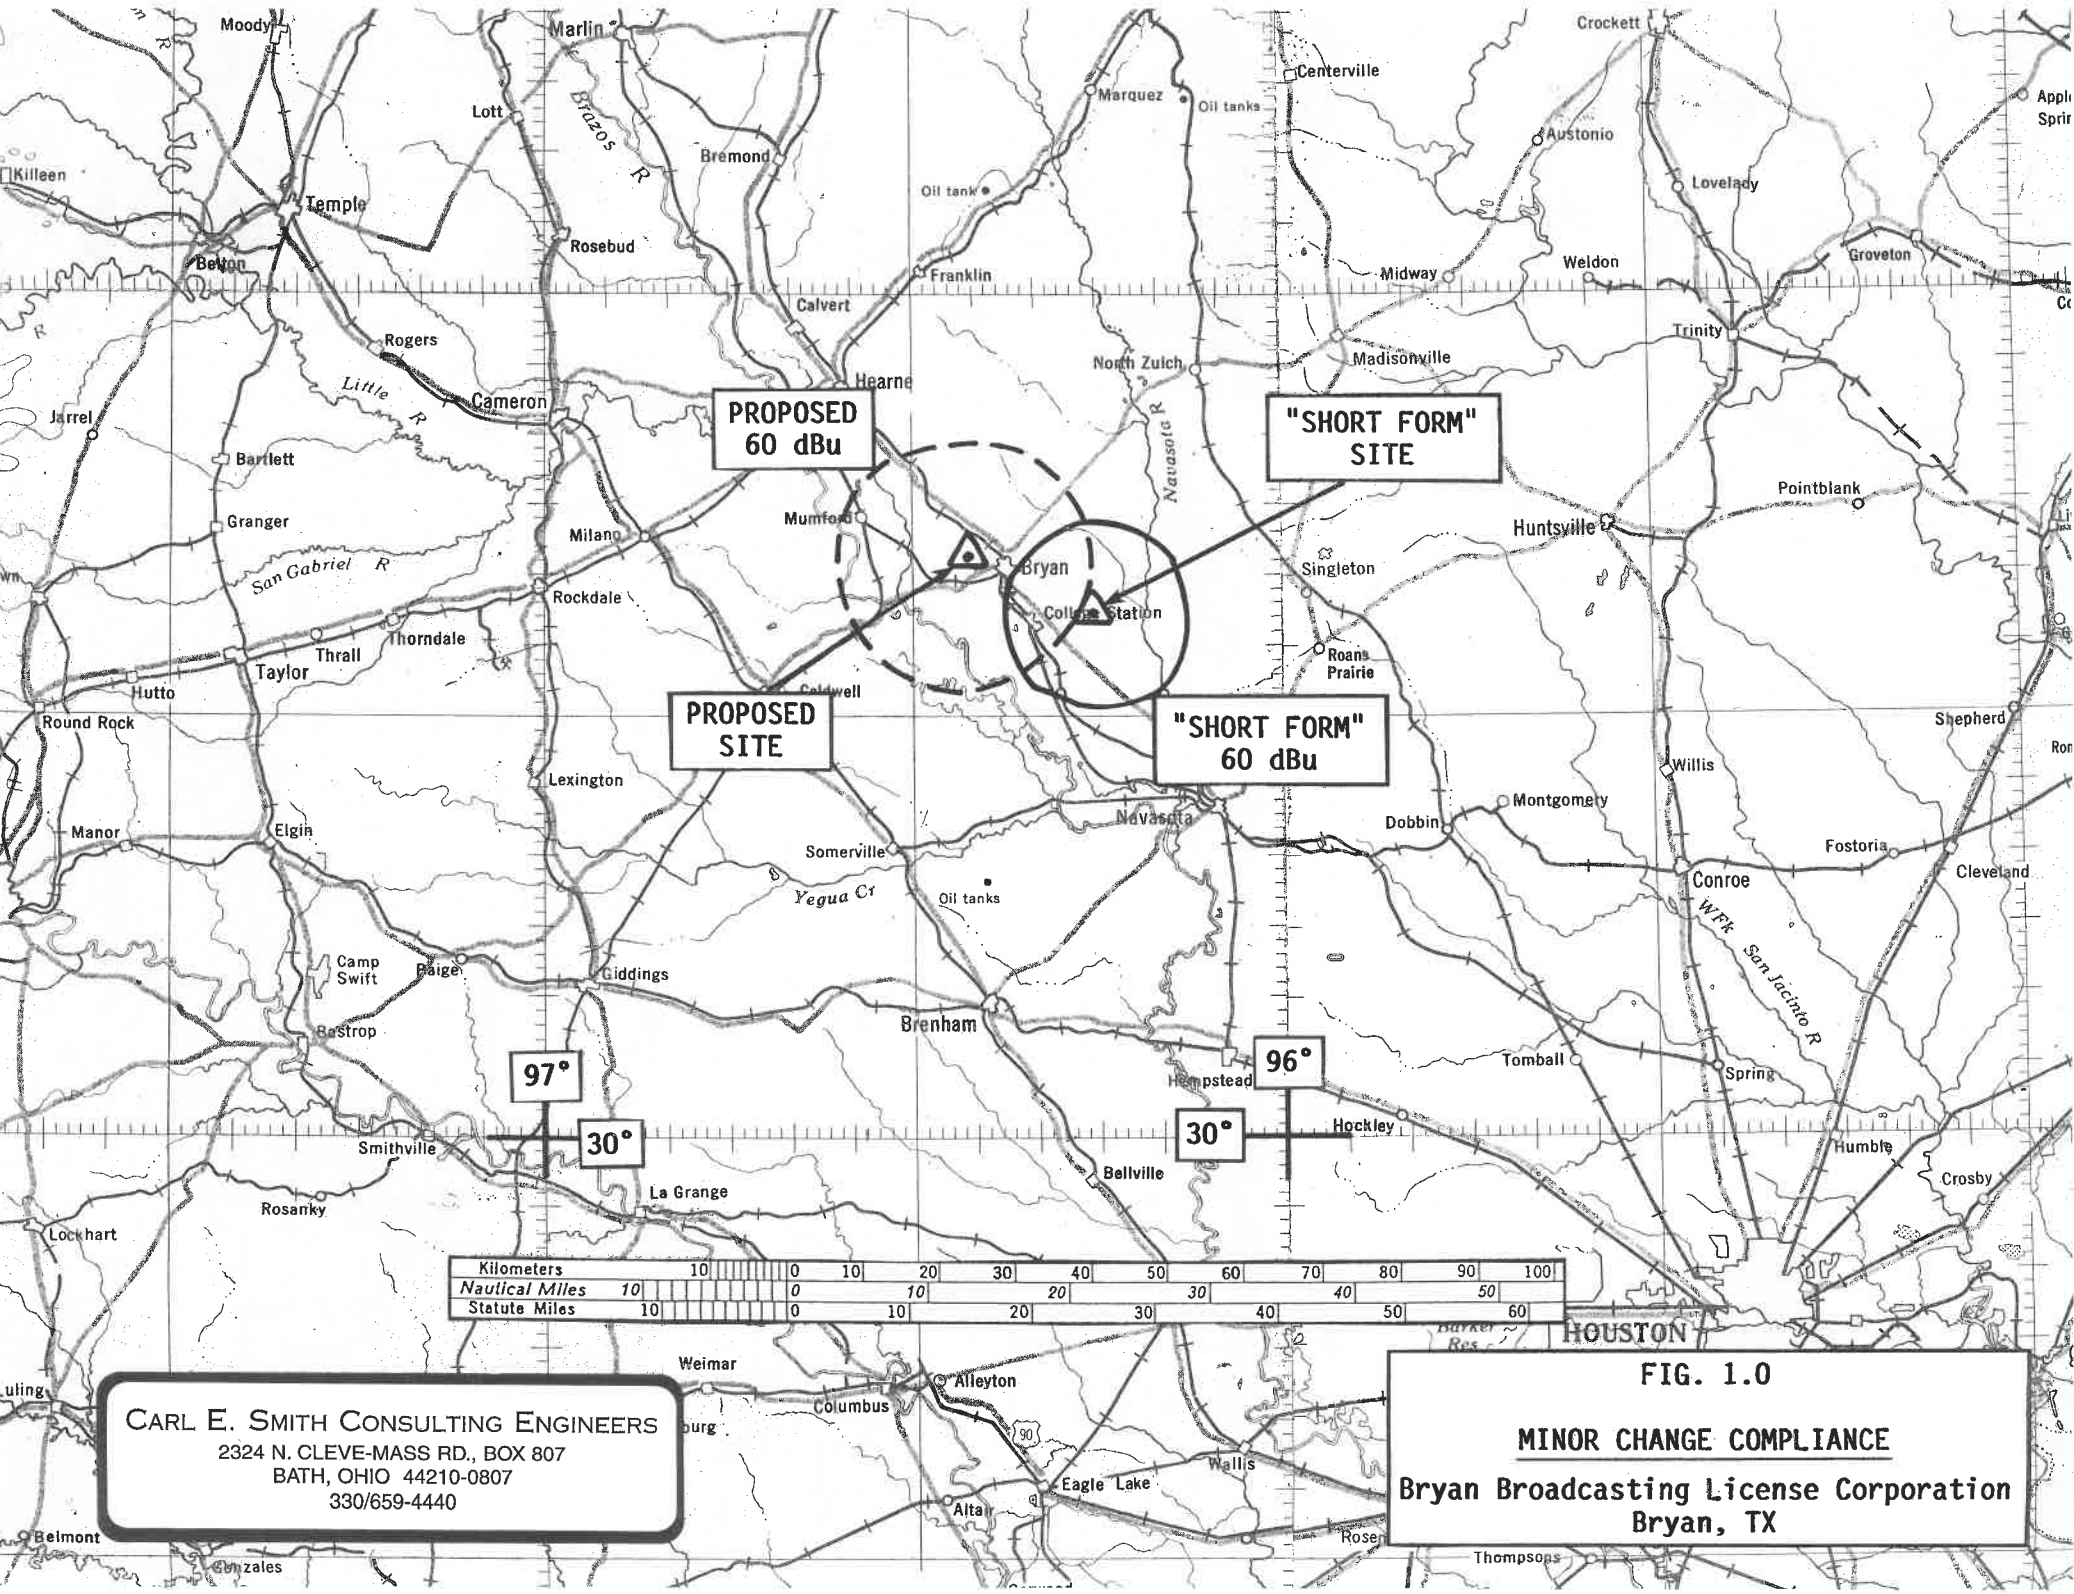 Moody
Marlin
Crockett
Centerville
Marquez
Oil tanks
Lott
Brazos R
Austonio
Bremond
Killeen
Oil tank
Lovelady
Temple
Rosebud
Belton
Franklin
Midway
Weldon
Groveton
Calvert
Rogers
Trinity
North Zulch
Madisonville
Little R
Hearne
Cameron
Jarrel
PROPOSED
60 dBu
"SHORT FORM"
SITE
Navasota R
Bartlett
Pointblank
Granger
Mumford
Milano
Huntsville
San Gabriel R
Bryan
Singleton
Rockdale
College Station
Thorndale
Thrall
Taylor
Roans
Prairie
Hutto
Caldwell
Round Rock
PROPOSED
SITE
"SHORT FORM"
60 dBu
Shepherd
Lexington
Willis
Montgomery
Manor
Elgin
Navasota
Dobbin
Somerville
Fostoria
Cleveland
Conroe
Yegua Cr
Oil tanks
W Fk San Jacinto R
Camp
Swift
Paige
Giddings
Bastrop
Brenham
97°
96°
Tomball
Spring
Hempstead
30°
30°
Hockley
Smithville
Humble
Bellville
La Grange
Crosby
Rosanky
Lockhart
Kilometers 10 0 10 20 30 40 50 60 70 80 90 100
Nautical Miles 10 0 10 20 30 40 50
Statute Miles 10 0 10 20 30 40 50 60
Barker
Res
HOUSTON
Weimar
Alleyton
Columbus
90
Wallis
Eagle Lake
Altair
Belmont
Gonzales
Thompsons
CARL E. SMITH CONSULTING ENGINEERS
2324 N. CLEVE-MASS RD., BOX 807
BATH, OHIO 44210-0807
330/659-4440
FIG. 1.0
MINOR CHANGE COMPLIANCE
Bryan Broadcasting License Corporation
Bryan, TX